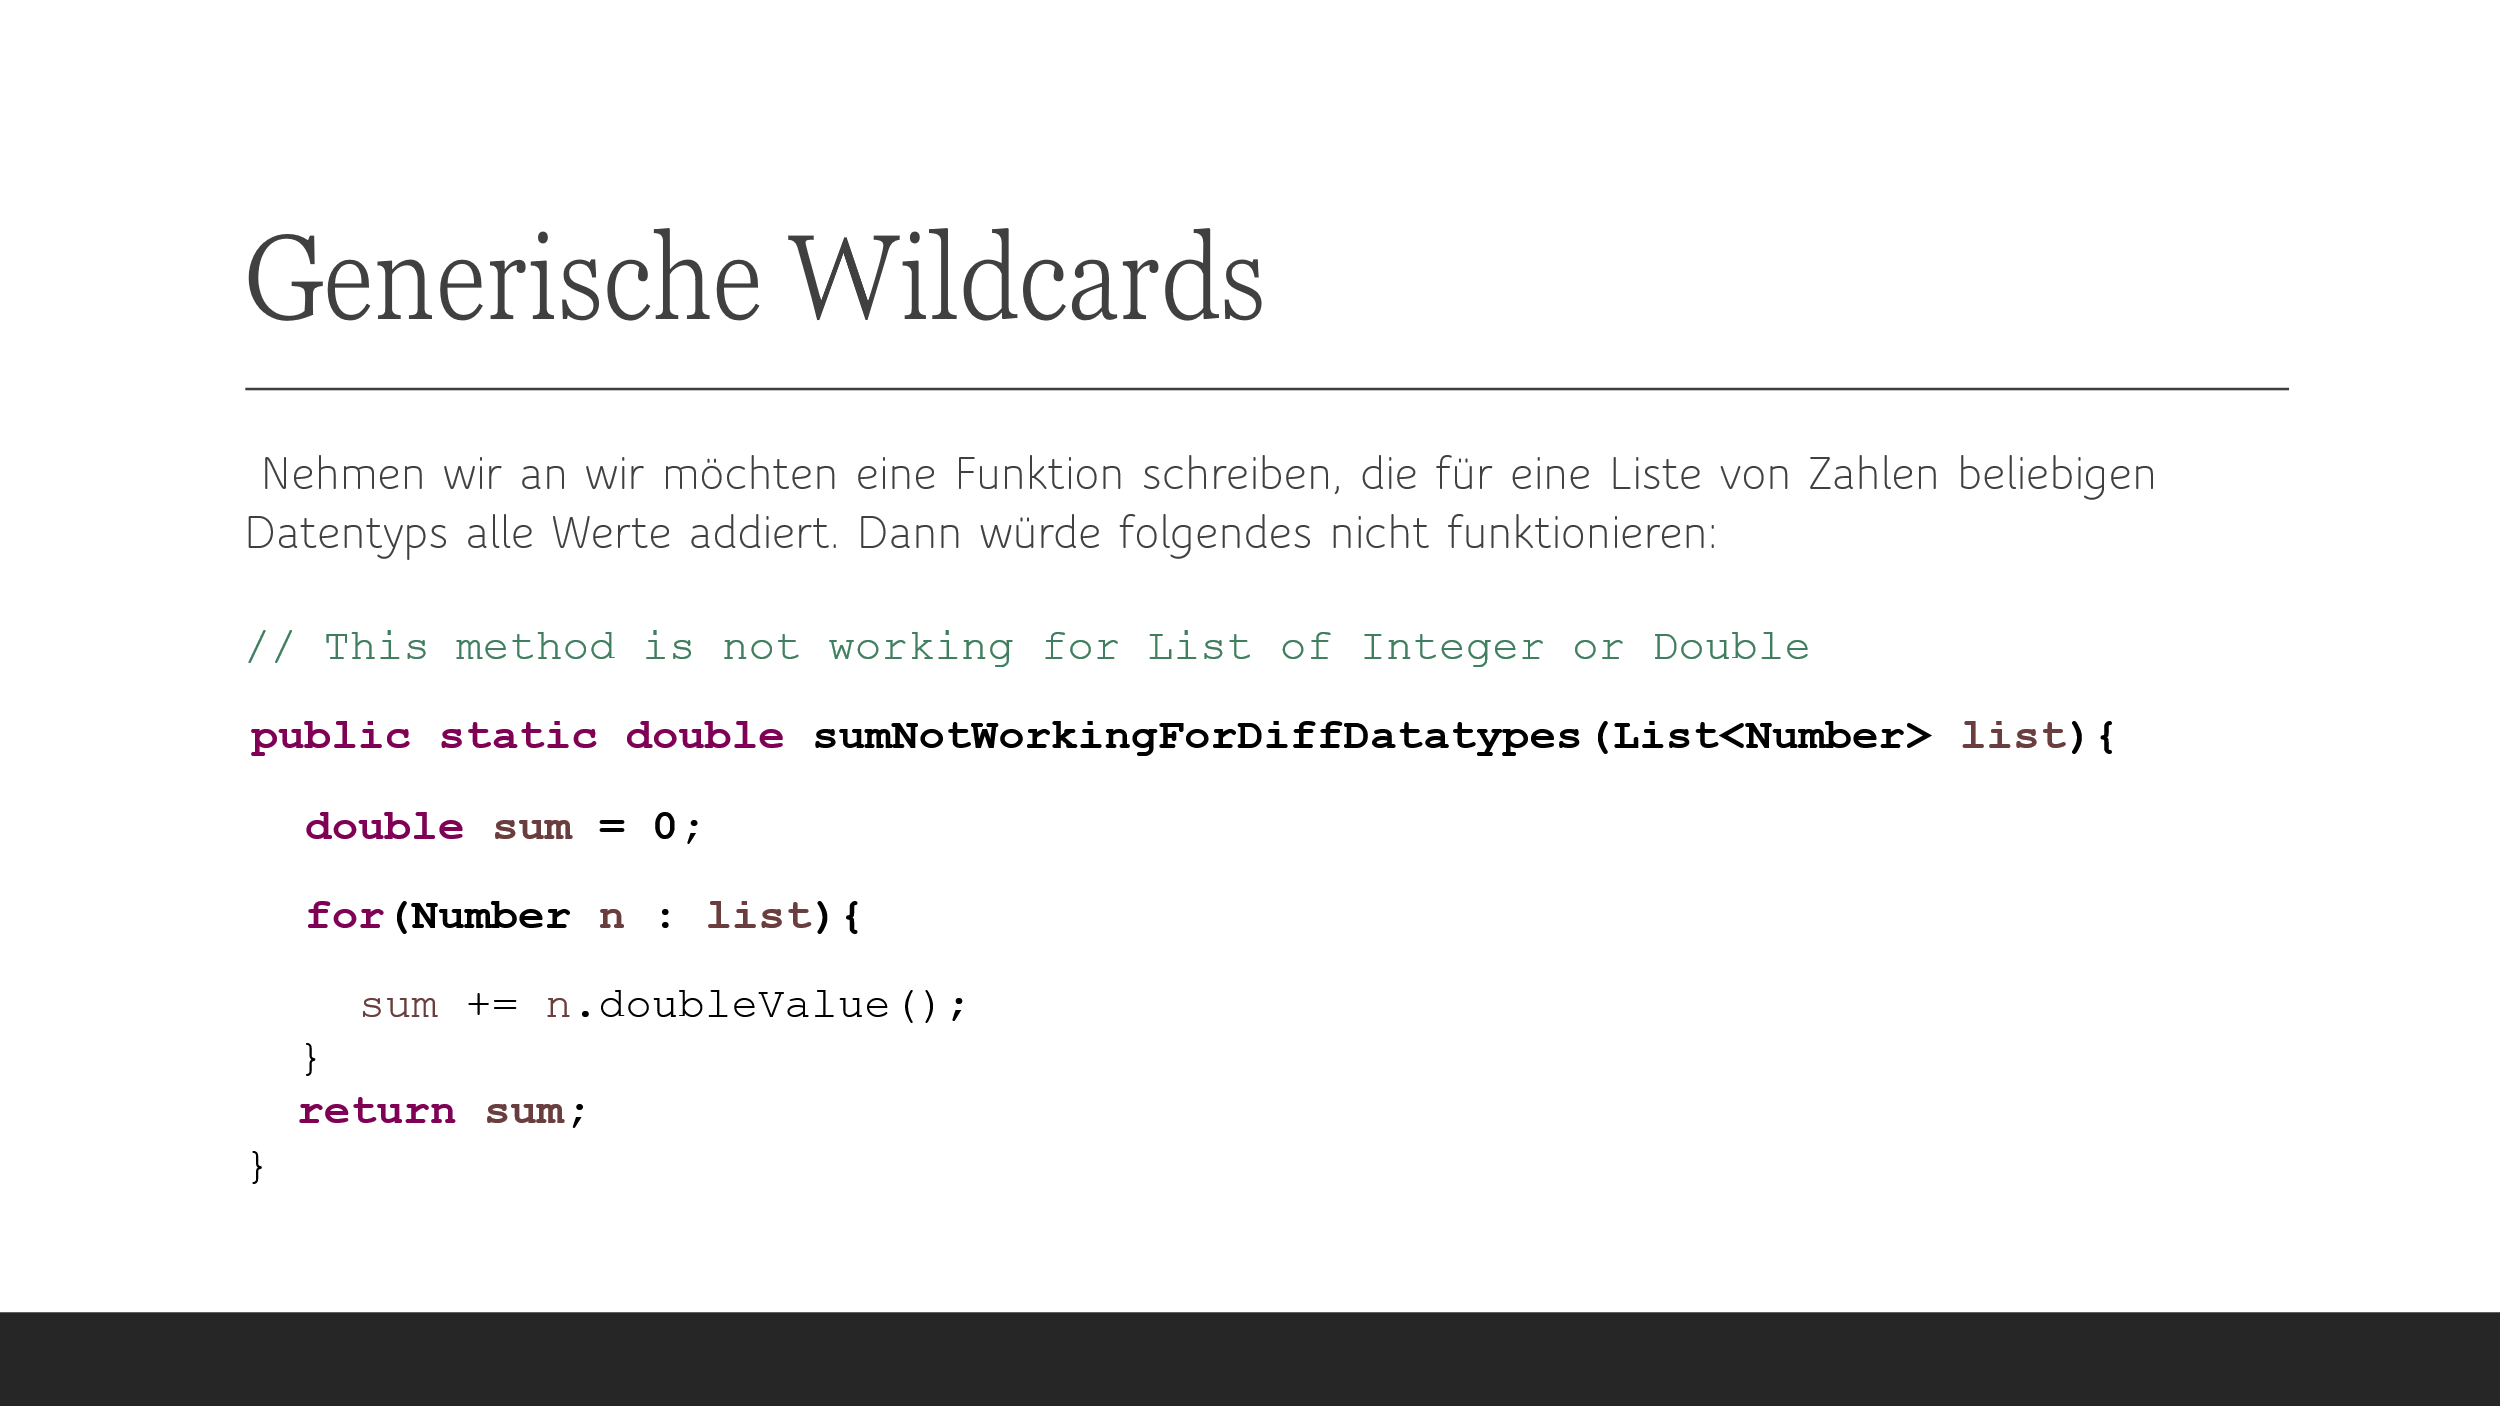 Generische Wildcards
Nehmen wir an wir möchten eine Funktion schreiben, die für eine Liste von Zahlen beliebigen
Datentyps alle Werte addiert. Dann würde folgendes nicht funktionieren:
// This method is not working for List of Integer or Double
public static double sumNotWorkingForDiffDatatypes(List<Number> list){
double sum = 0;
for(Number n : list){
sum += n.doubleValue();
}
return sum;
}